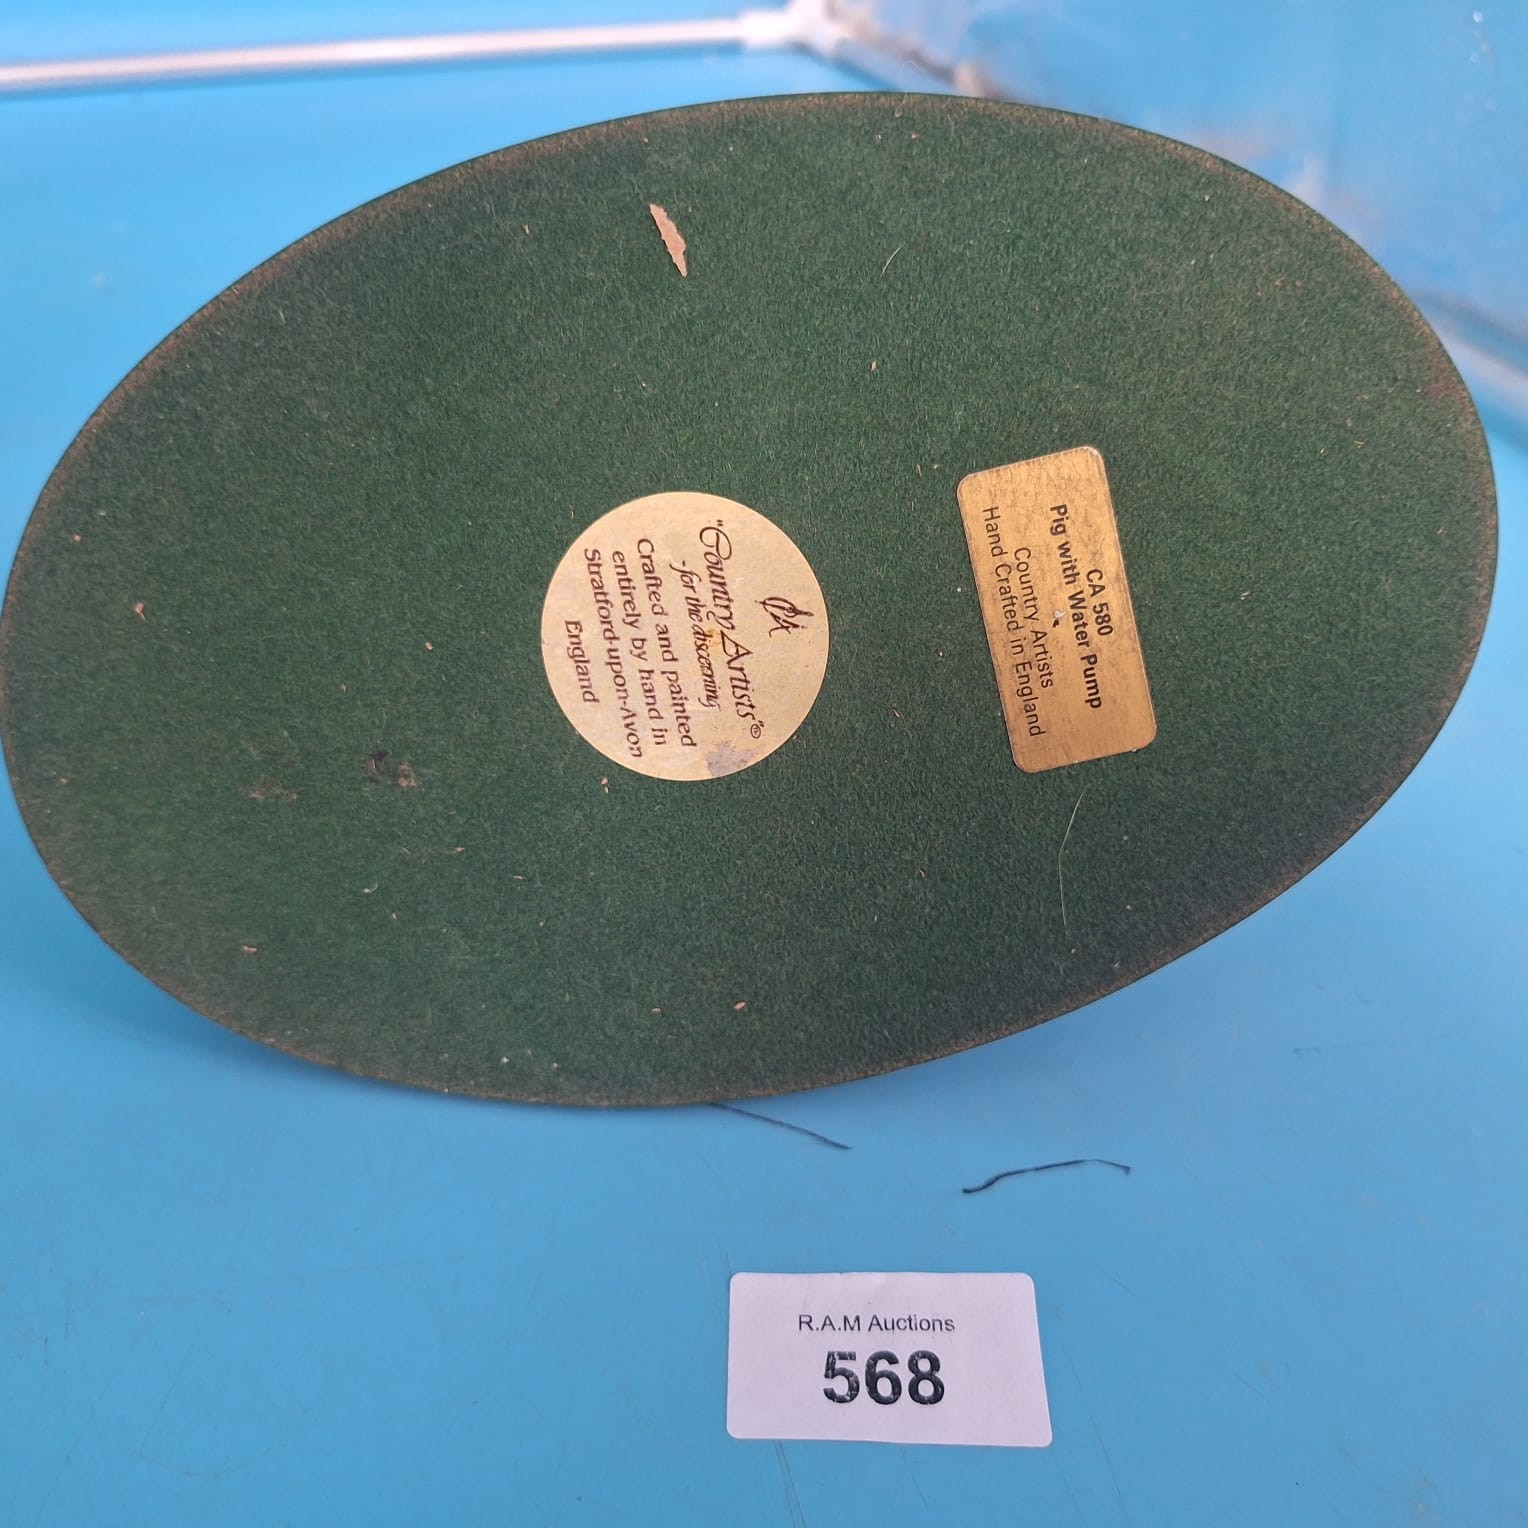 CA
"Country Artists"®
-for the discerning
Crafted and painted
entirely by hand in
Stratford-upon-Avon
England
CA 580
Pig with Water Pump
Country Artists
Hand Crafted in England
R.A.M Auctions
568